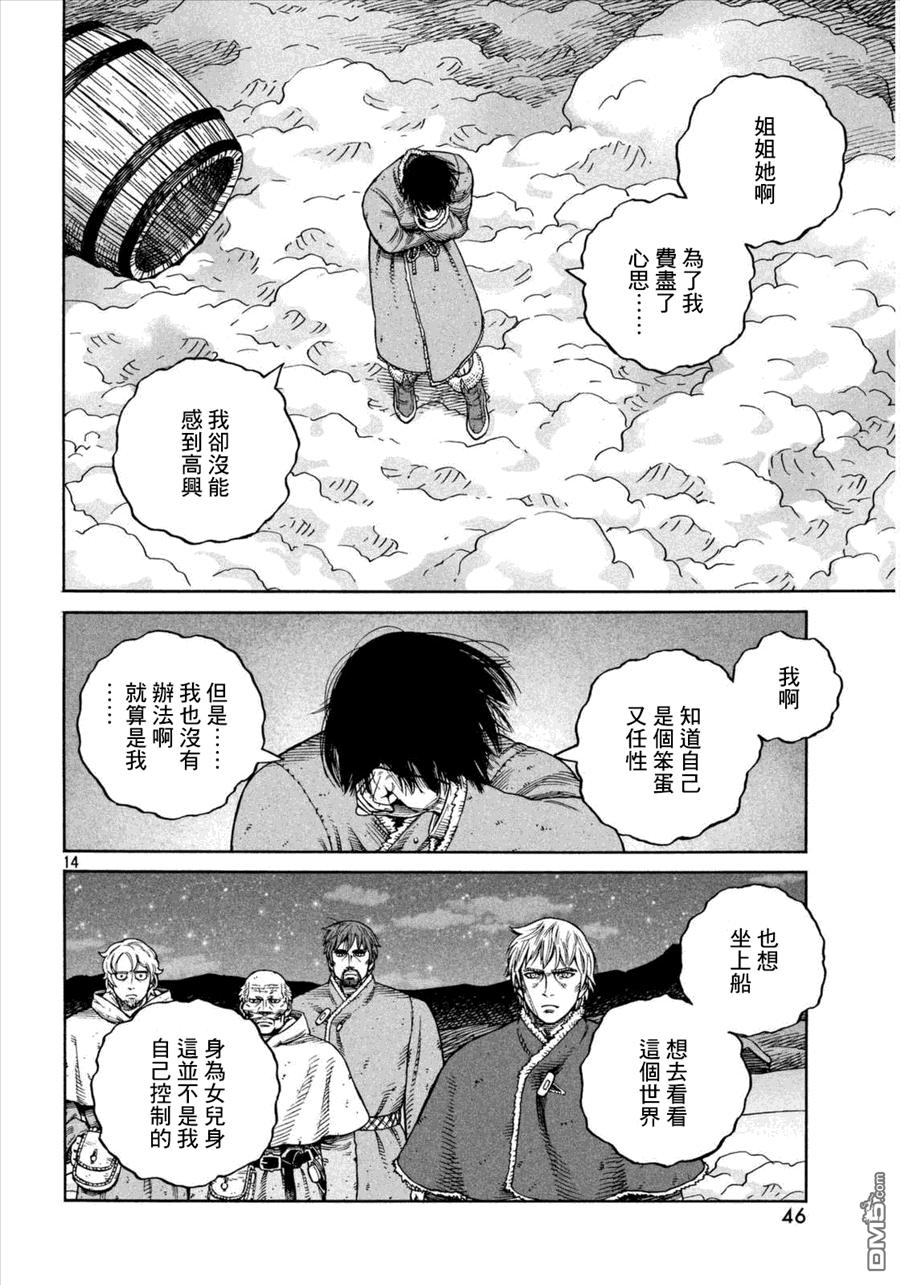 姐姐她啊
為了我
費盡了
心思……
我卻沒能
感到高興
我啊
知道自己
是個笨蛋
又任性
但是……
我也沒有
辦法啊
就算是我
……
14
也想
坐上船
想去看看
這個世界
身為女兒身
這並不是我
自己控制的
46
DM5.com